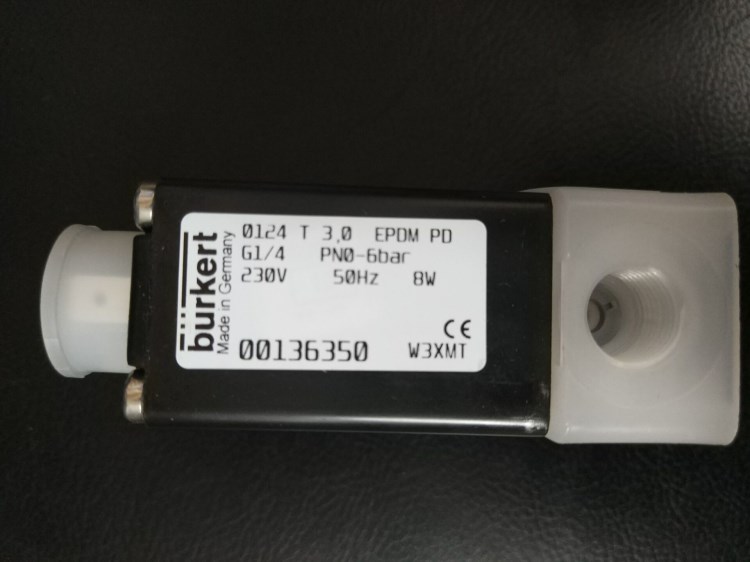 bürkert
Made in Germany
0124 T 3,0 EPDM PD
G1/4 PN0-6bar
230V 50Hz 8W
CE
00136350 W3XMT